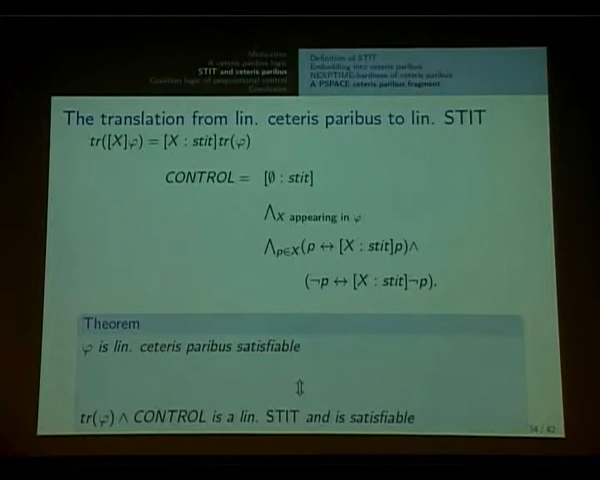 Motivation
A ceteris paribus logic
STIT and ceteris paribus
Coalition logic of propositional control
Conclusion
Definition of STIT
Embedding into ceteris paribus
NEXPTIME-hardness of ceteris paribus
A PSPACE ceteris paribus fragment
The translation from lin. ceteris paribus to lin. STIT
tr([X]φ) = [X : stit]tr(φ)
CONTROL = [∅ : stit]
⋀X appearing in φ
⋀p∈X(p ↔ [X : stit]p)∧
(¬p ↔ [X : stit]¬p).
Theorem
φ is lin. ceteris paribus satisfiable
⇕
tr(φ) ∧ CONTROL is a lin. STIT and is satisfiable
34 / 42